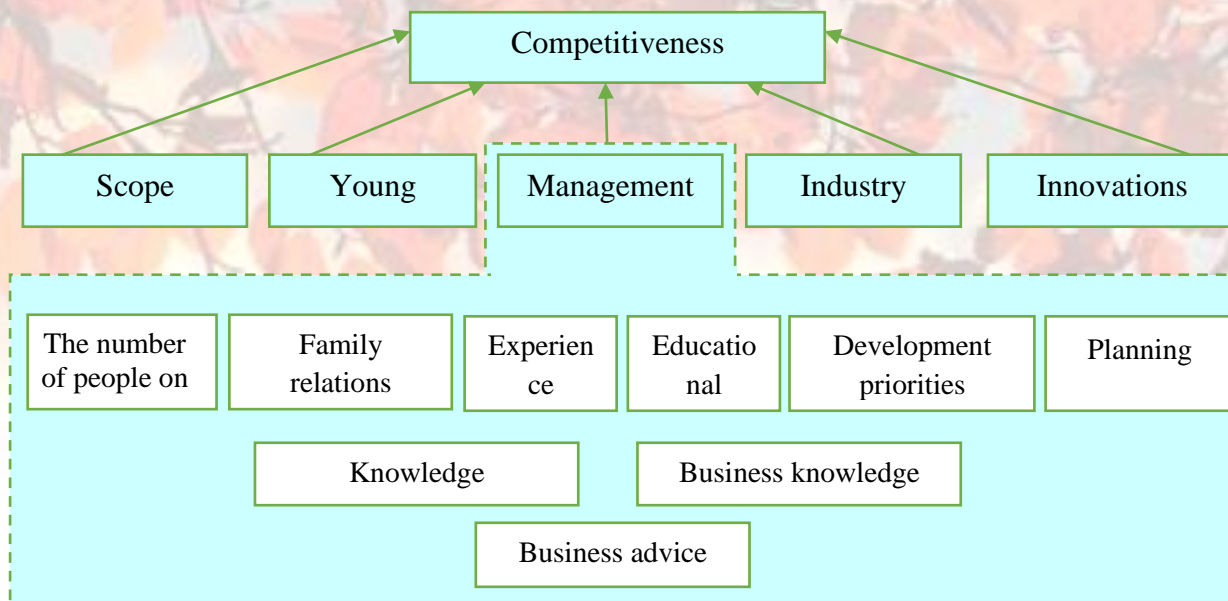 Competitiveness
Scope
Young
Management
Industry
Innovations
The number
of people on
Family
relations
Experien
ce
Educatio
nal
Development
priorities
Planning
Knowledge
Business knowledge
Business advice